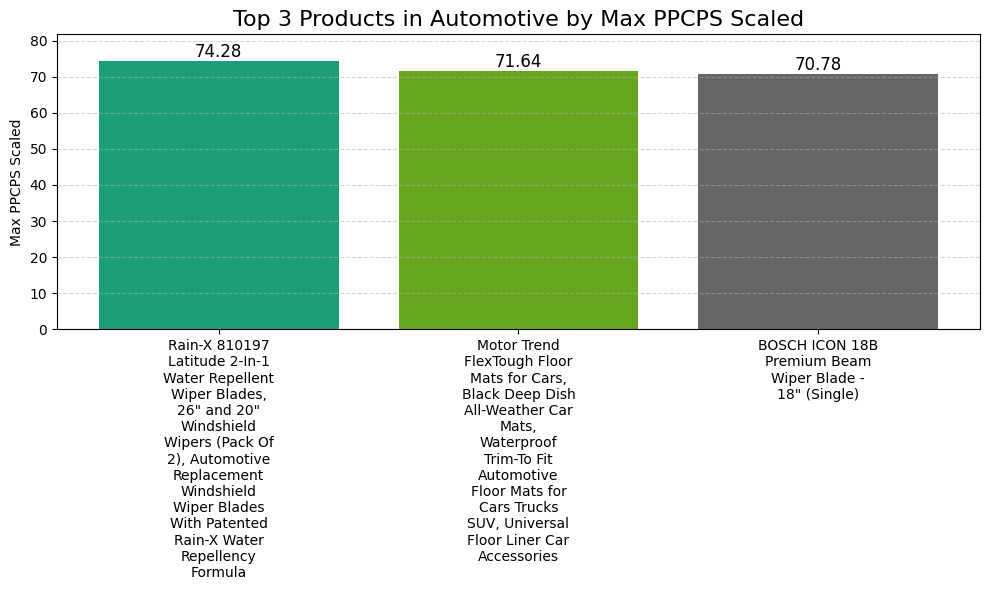 Top 3 Products in Automotive by Max PPCPS Scaled
Max PPCPS Scaled
80
70
60
50
40
30
20
10
0
74.28
71.64
70.78
Rain-X 810197
Latitude 2-In-1
Water Repellent
Wiper Blades,
26" and 20"
Windshield
Wipers (Pack Of
2), Automotive
Replacement
Windshield
Wiper Blades
With Patented
Rain-X Water
Repellency
Formula
Motor Trend
FlexTough Floor
Mats for Cars,
Black Deep Dish
All-Weather Car
Mats,
Waterproof
Trim-To Fit
Automotive
Floor Mats for
Cars Trucks
SUV, Universal
Floor Liner Car
Accessories
BOSCH ICON 18B
Premium Beam
Wiper Blade -
18" (Single)